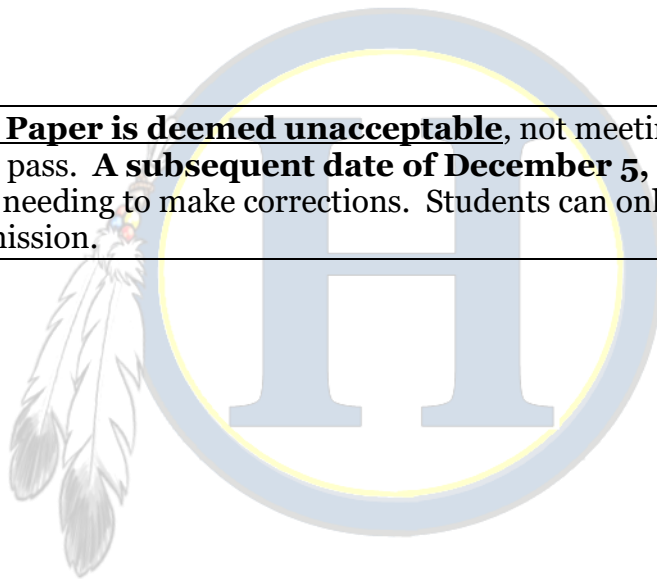 Paper is deemed unacceptable, not meetin
pass. A subsequent date of December 5,
needing to make corrections. Students can onl
nission.
H